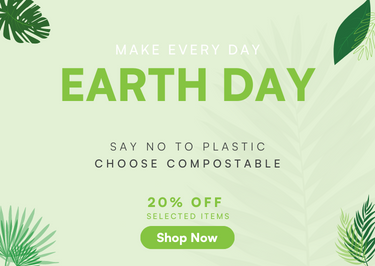 MAKE EVERY DAY
EARTH DAY
SAY NO TO PLASTIC
CHOOSE COMPOSTABLE
20% OFF
SELECTED ITEMS
Shop Now